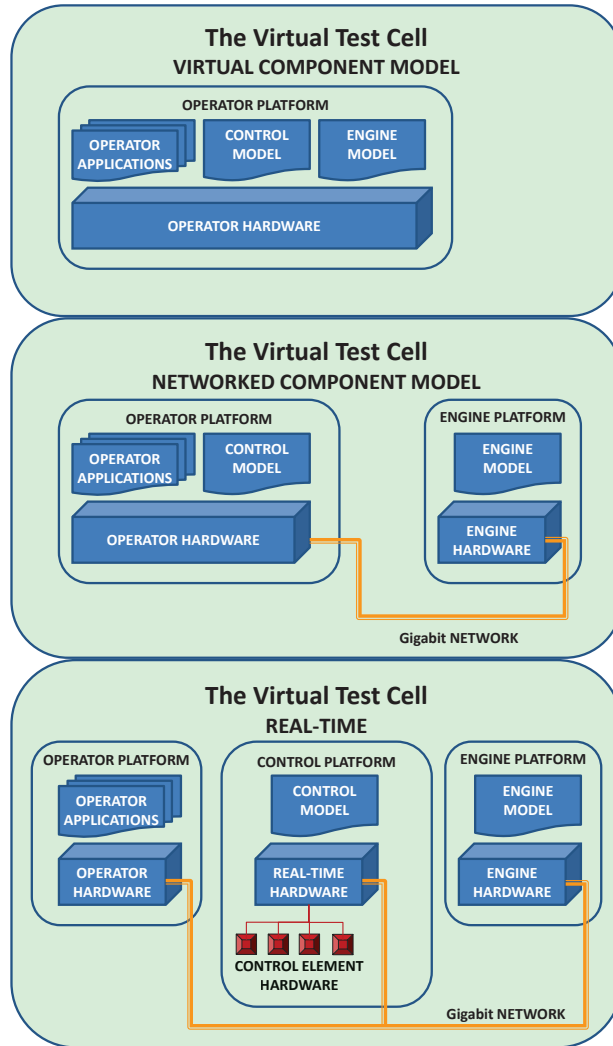 The Virtual Test Cell
VIRTUAL COMPONENT MODEL
OPERATOR PLATFORM
OPERATOR
APPLICATIONS
CONTROL
MODEL
ENGINE
MODEL
OPERATOR HARDWARE
The Virtual Test Cell
NETWORKED COMPONENT MODEL
OPERATOR PLATFORM
OPERATOR
APPLICATIONS
CONTROL
MODEL
OPERATOR HARDWARE
ENGINE PLATFORM
ENGINE
MODEL
ENGINE
HARDWARE
Gigabit NETWORK
The Virtual Test Cell
REAL-TIME
OPERATOR PLATFORM
OPERATOR
APPLICATIONS
OPERATOR
HARDWARE
CONTROL PLATFORM
CONTROL
MODEL
REAL-TIME
HARDWARE
CONTROL ELEMENT
HARDWARE
ENGINE PLATFORM
ENGINE
MODEL
ENGINE
HARDWARE
Gigabit NETWORK